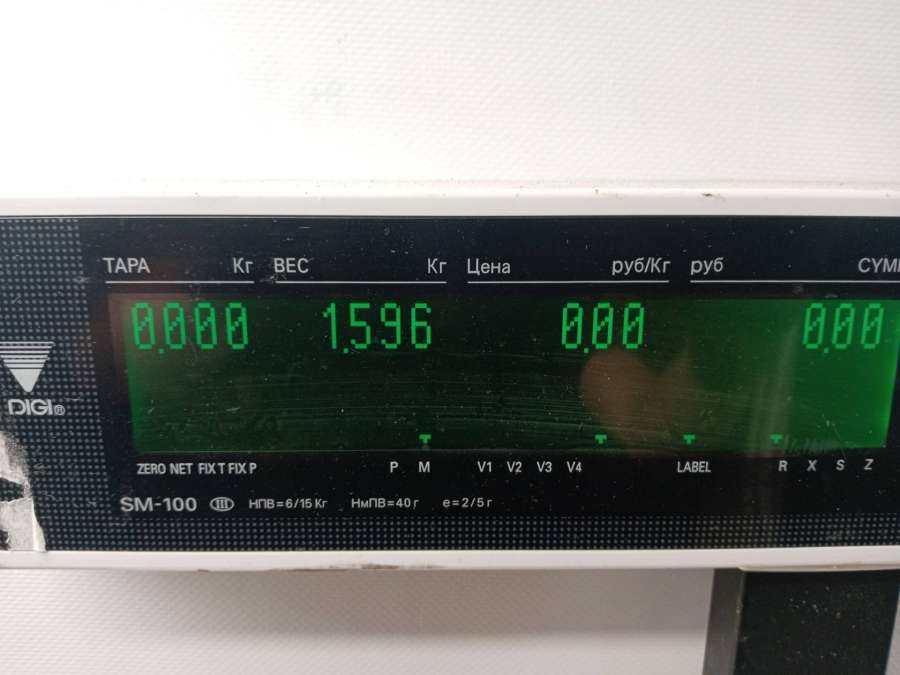 ТАРА Кг ВЕС Кг Цена руб/Кг руб
0.000 1.596 0.00 0.00
DIGI®
ZERO NET FIX T FIX P P M V1 V2 V3 V4 LABEL R X S Z
SM-100 III НПВ=6/15 Кг НмПВ=40 г e=2/5 г